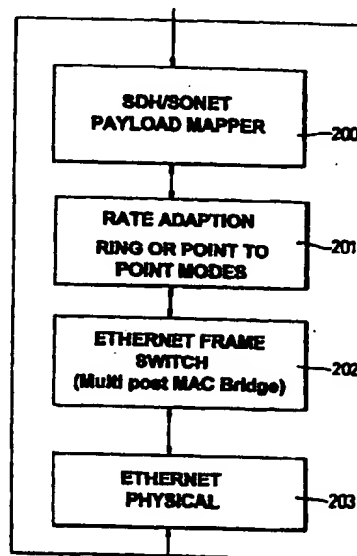 SDH/SONET
PAYLOAD MAPPER
200
RATE ADAPTION
RING OR POINT TO
POINT MODES
201
ETHERNET FRAME
SWITCH
(Multi post MAC Bridge)
202
ETHERNET
PHYSICAL
203